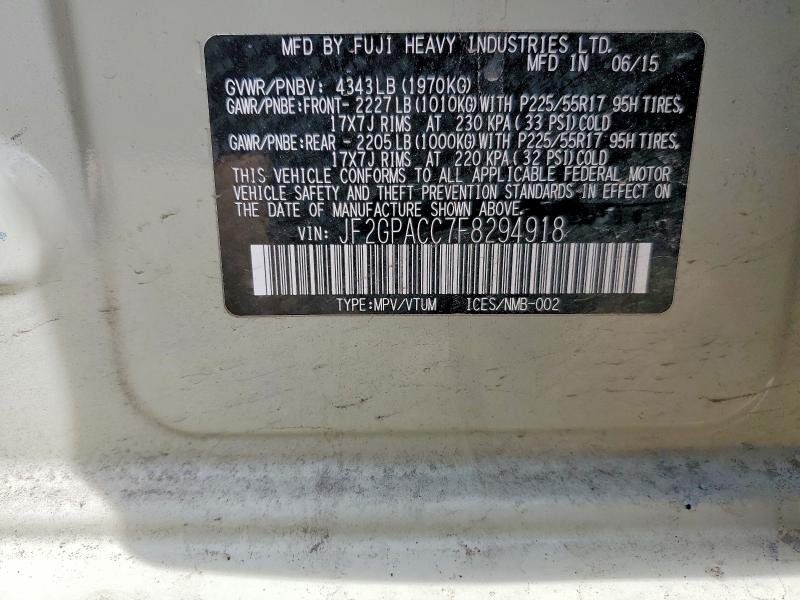 MFD BY FUJI HEAVY INDUSTRIES LTD.
MFD IN 06/15
GVWR/PNBV: 4343LB (1970KG)
GAWR/PNBE:FRONT- 2227LB (1010KG) WITH P225/55R17 95H TIRES,
17X7J RIMS AT 230 KPA( 33 PSI)COLD
GAWR/PNBE:REAR - 2205LB (1000KG) WITH P225/55R17 95H TIRES,
17X7J RIMS AT 220 KPA( 32 PSI)COLD
THIS VEHICLE CONFORMS TO ALL APPLICABLE FEDERAL MOTOR
VEHICLE SAFETY AND THEFT PREVENTION STANDARDS IN EFFECT ON
THE DATE OF MANUFACTURE SHOWN ABOVE.
VIN: JF2GPACC7F8294918
TYPE:MPV/VTUM ICES/NMB-002